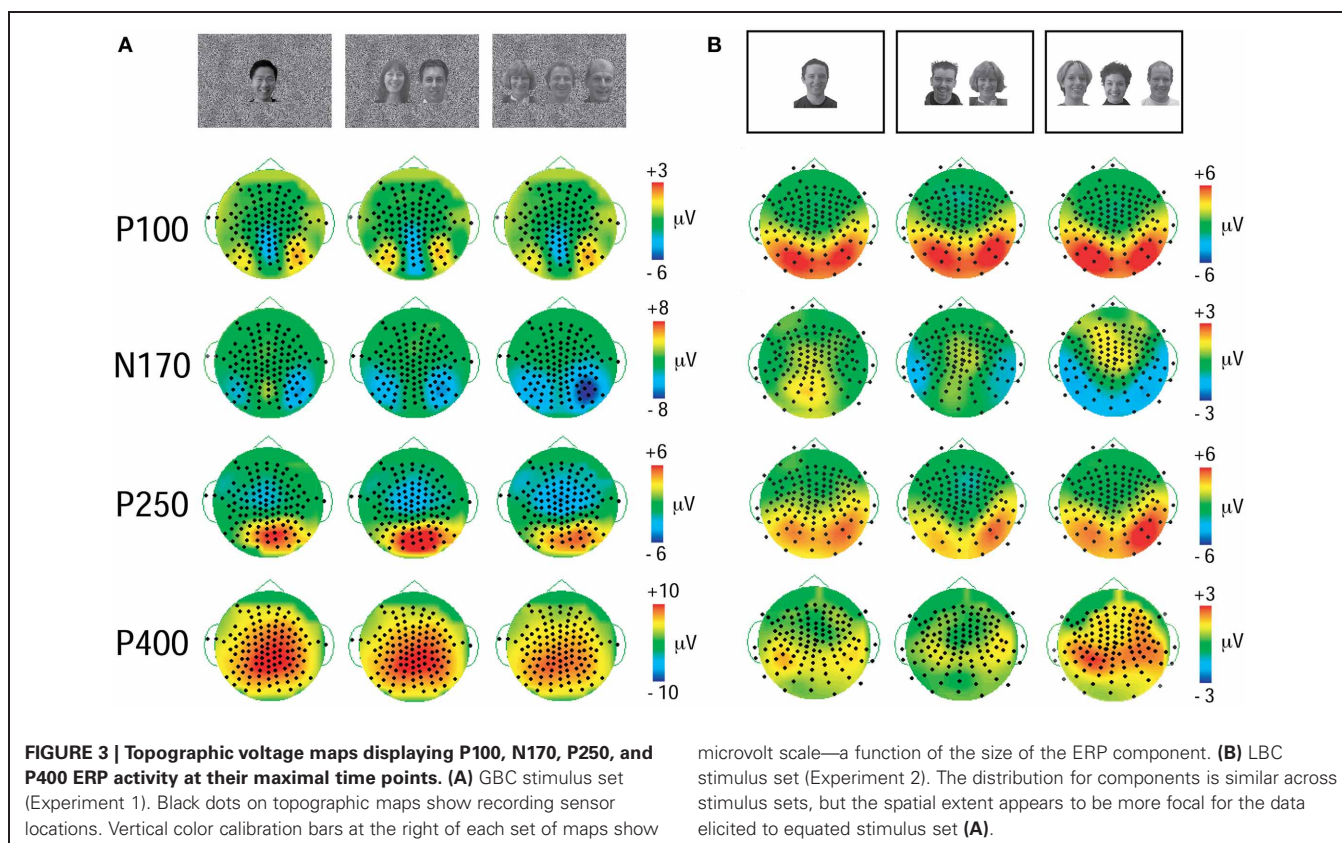 A
B
P100
+3
μV
- 6
+6
μV
- 6
N170
+8
μV
- 8
+3
μV
- 3
P250
+6
μV
- 6
+6
μV
- 6
P400
+10
μV
- 10
+3
μV
- 3
FIGURE 3 | Topographic voltage maps displaying P100, N170, P250, and
P400 ERP activity at their maximal time points. (A) GBC stimulus set
(Experiment 1). Black dots on topographic maps show recording sensor
locations. Vertical color calibration bars at the right of each set of maps show
microvolt scale—a function of the size of the ERP component. (B) LBC
stimulus set (Experiment 2). The distribution for components is similar across
stimulus sets, but the spatial extent appears to be more focal for the data
elicited to equated stimulus set (A).